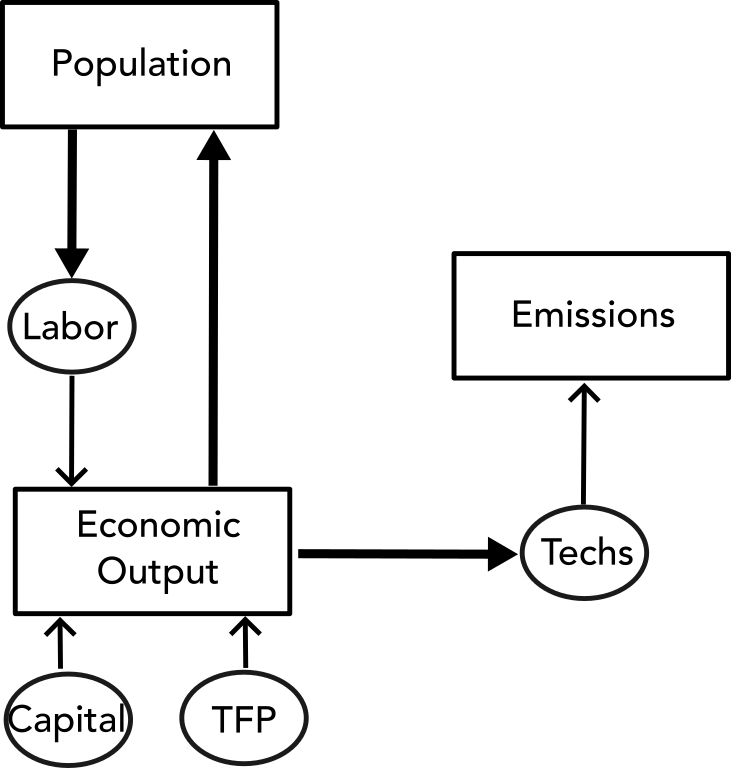 Population
Labor
Emissions
Economic
Output
Techs
Capital
TFP